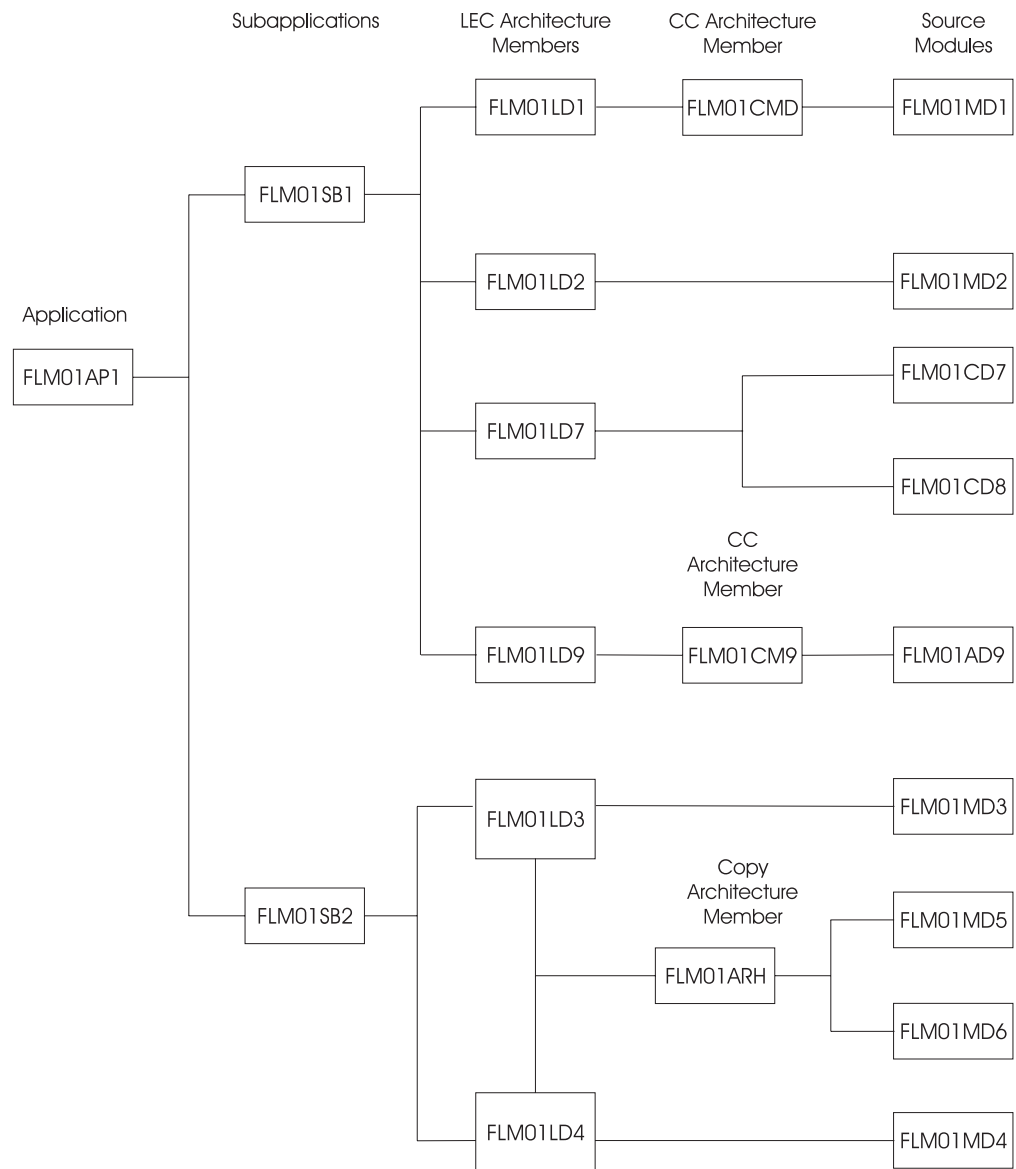 Subapplications
LEC Architecture
Members
CC Architecture
Member
Source
Modules
FLM01LD1
FLM01CMD
FLM01MD1
FLM01SB1
FLM01LD2
FLM01MD2
Application
FLM01AP1
FLM01CD7
FLM01LD7
FLM01CD8
CC
Architecture
Member
FLM01LD9
FLM01CM9
FLM01AD9
FLM01LD3
FLM01MD3
Copy
Architecture
Member
FLM01SB2
FLM01MD5
FLM01ARH
FLM01MD6
FLM01LD4
FLM01MD4